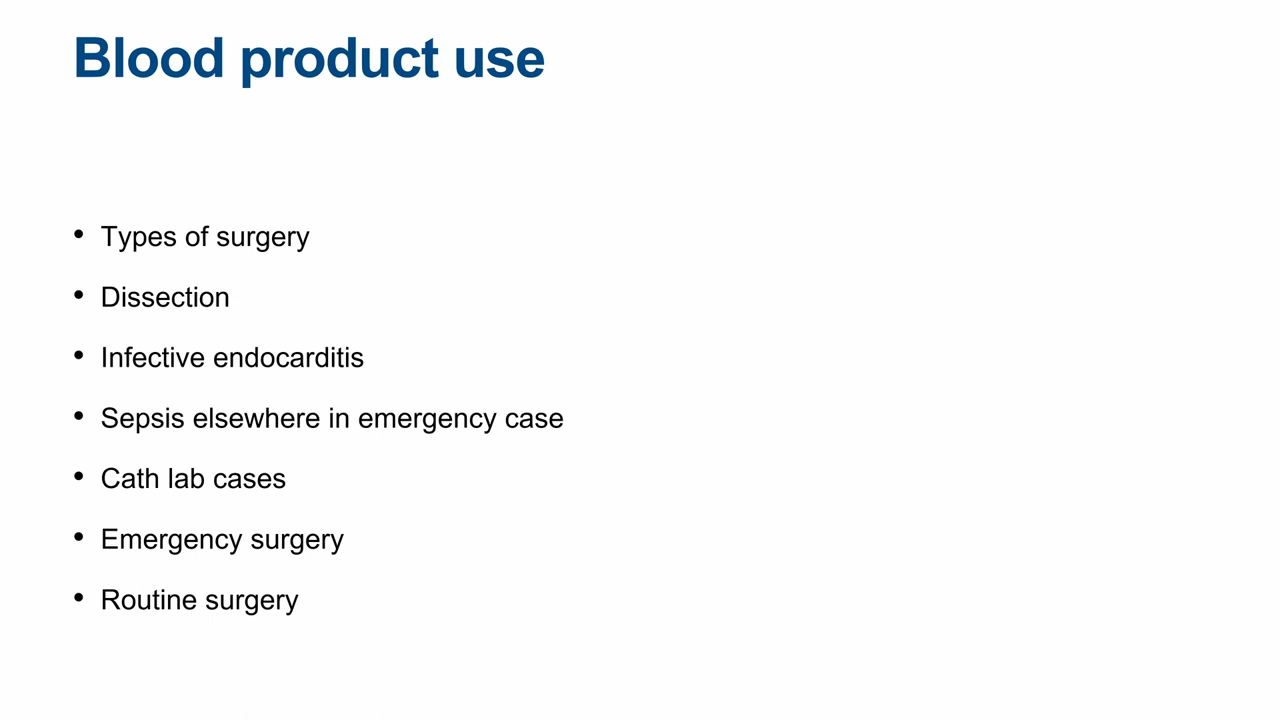 Blood product use
• Types of surgery
• Dissection
• Infective endocarditis
• Sepsis elsewhere in emergency case
• Cath lab cases
• Emergency surgery
• Routine surgery